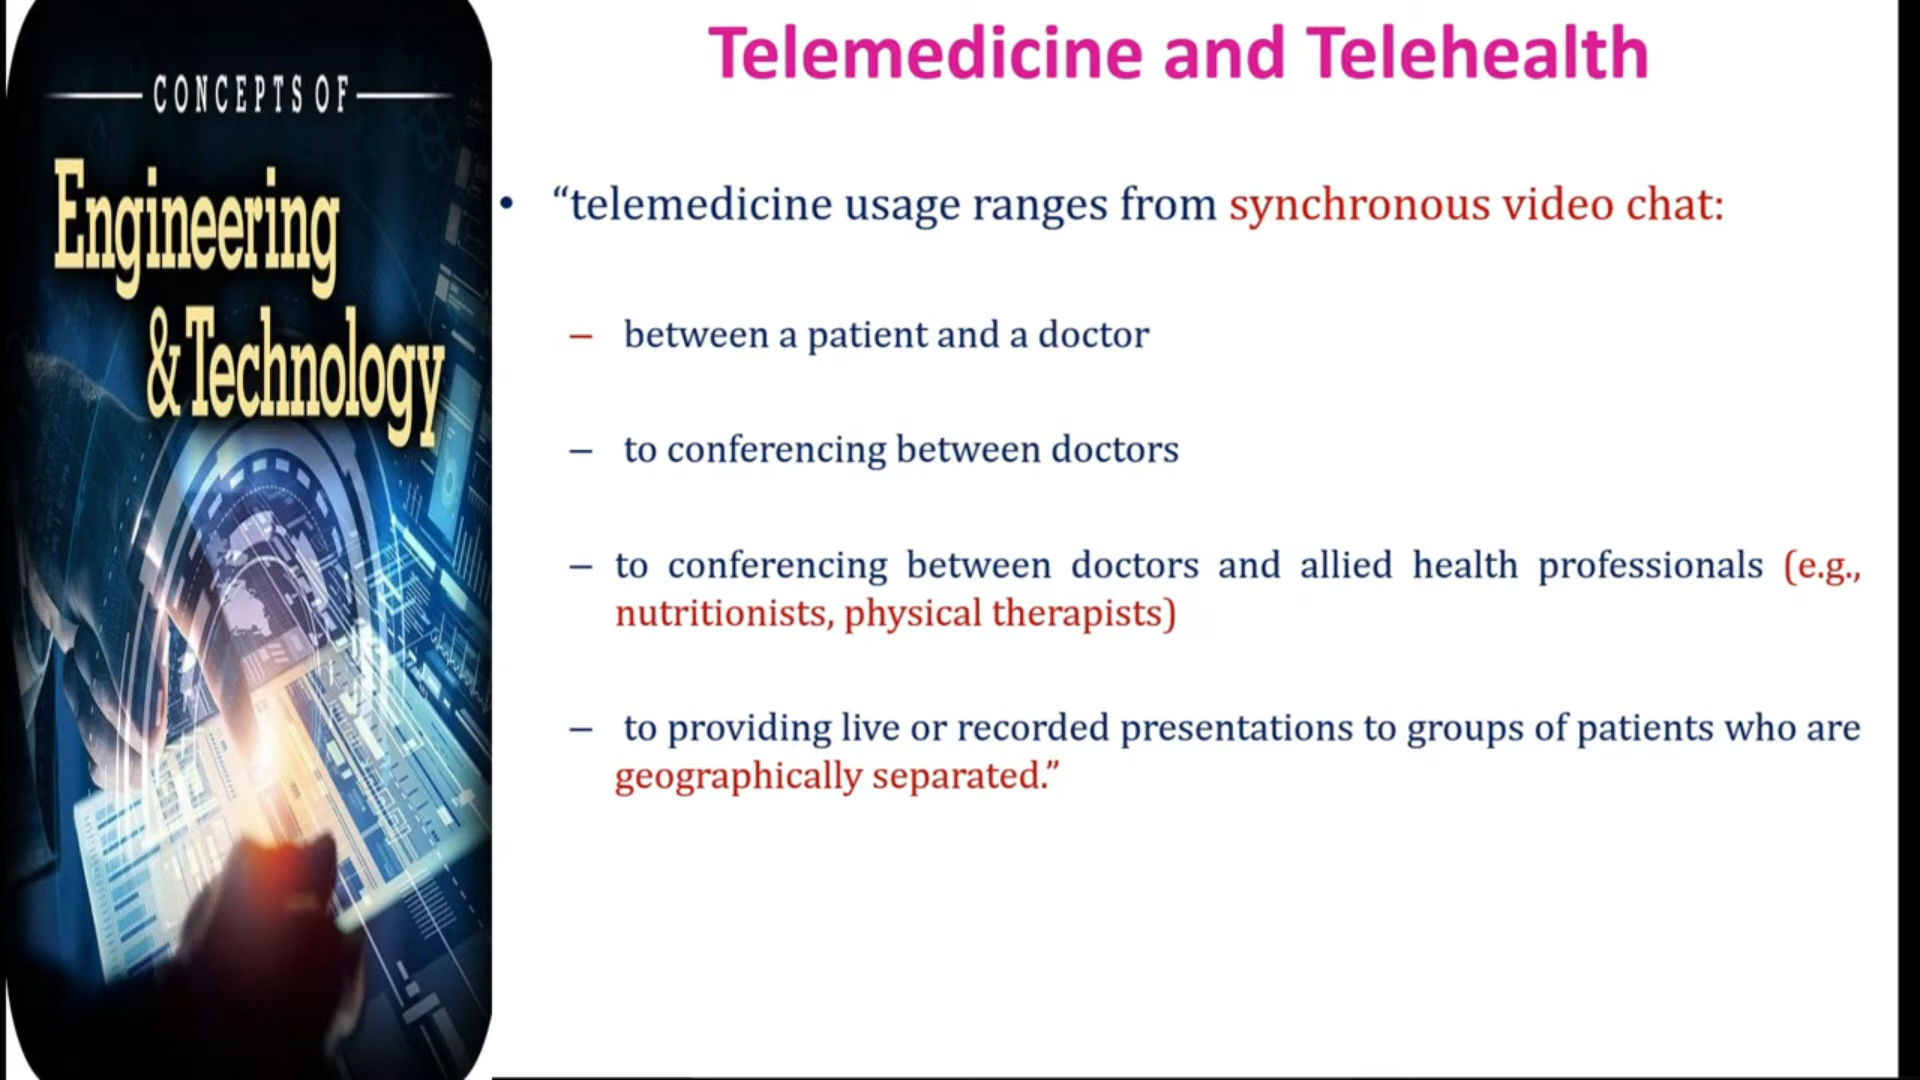 CONCEPTS OF
Engineering
& Technology
Telemedicine and Telehealth
• “telemedicine usage ranges from synchronous video chat:
– between a patient and a doctor
– to conferencing between doctors
– to conferencing between doctors and allied health professionals (e.g.,
nutritionists, physical therapists)
– to providing live or recorded presentations to groups of patients who are
geographically separated.”